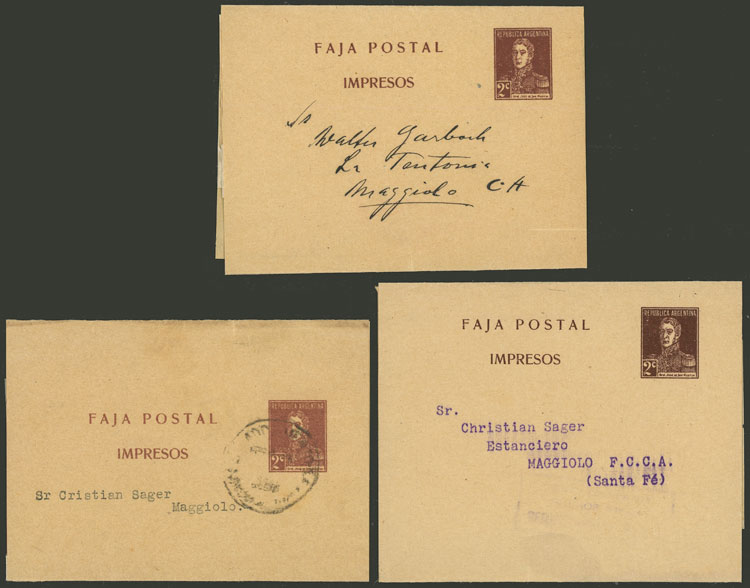 FAJA POSTAL
IMPRESOS
REPUBLICA ARGENTINA
2c
Sr
Walter Garbock
La Teutonia
Maggiolo C A
FAJA POSTAL
IMPRESOS
REPUBLICA ARGENTINA
2c
Sr Cristian Sager
Maggiolo.
FAJA POSTAL
IMPRESOS
REPUBLICA ARGENTINA
2c
Sr.
Christian Sager
Estanciero
MAGGIOLO F.C.C.A.
(Santa Fé)